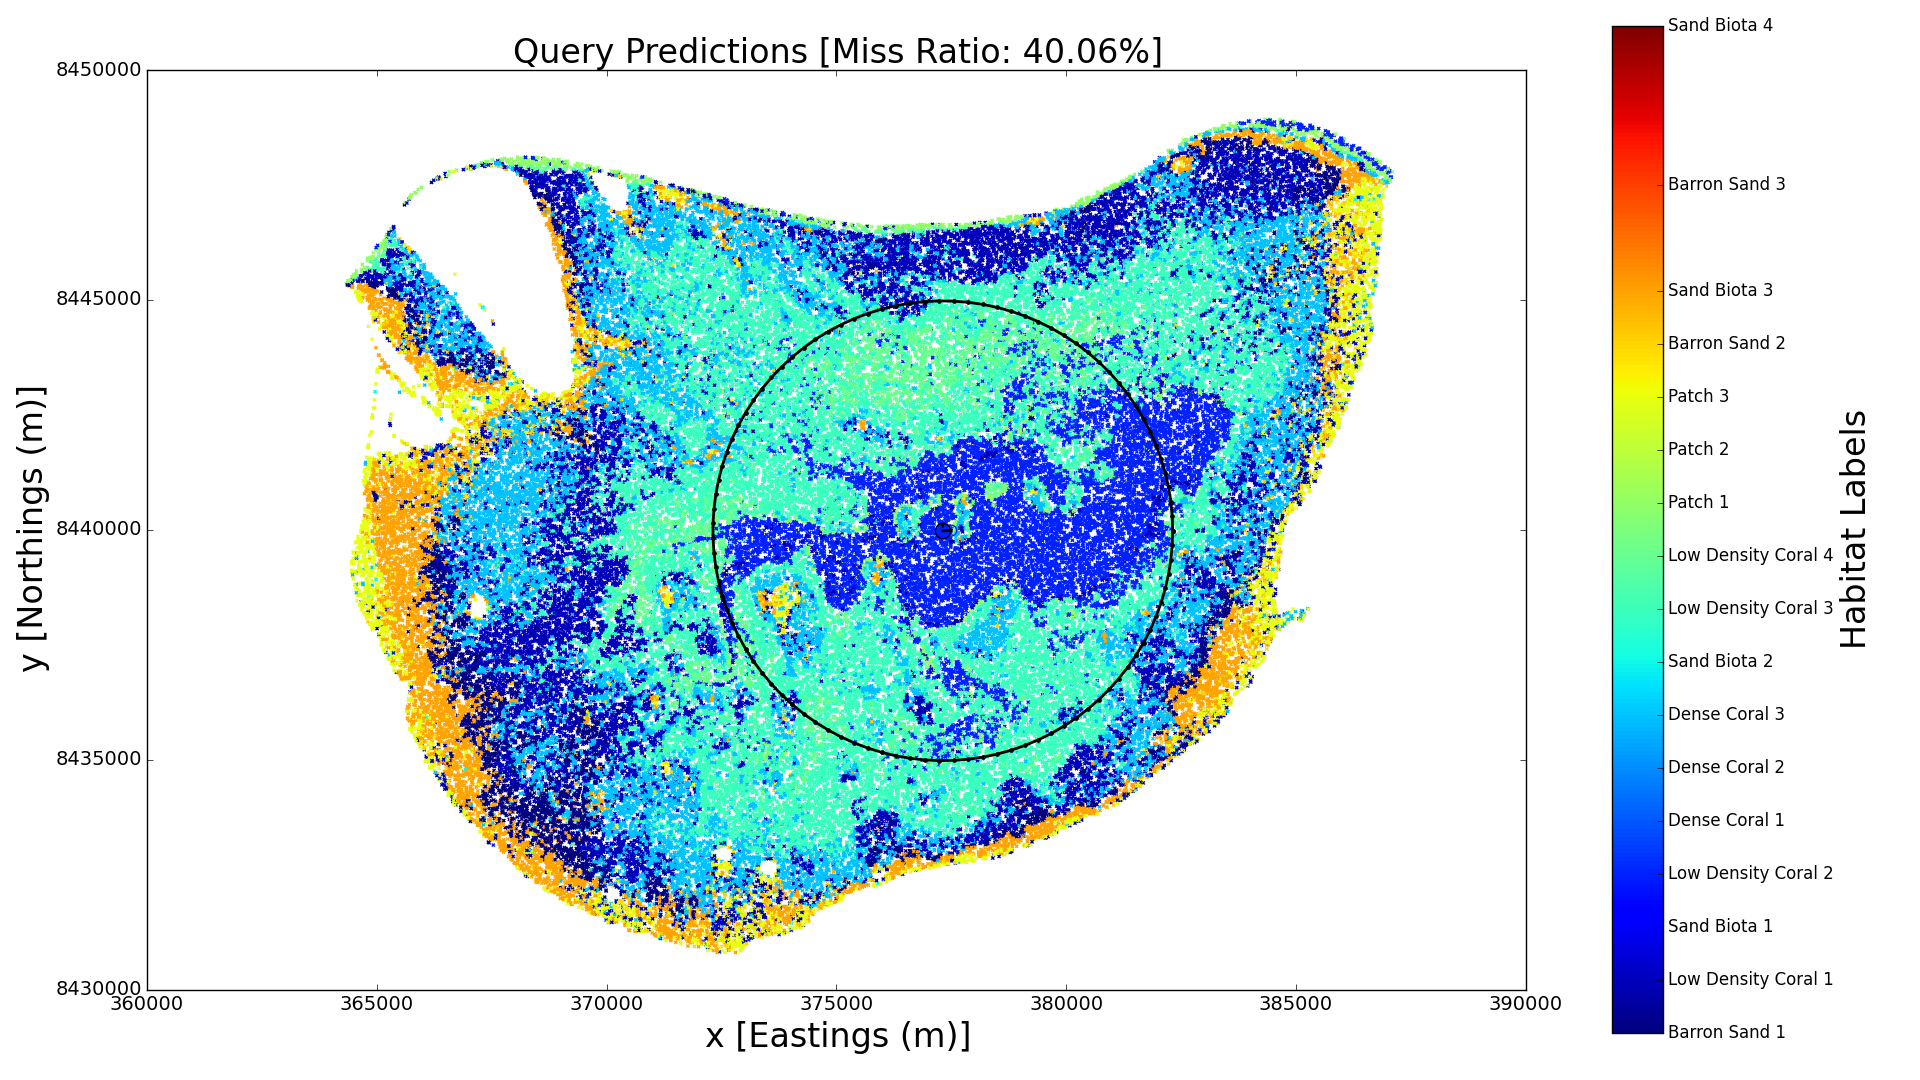 Query Predictions [Miss Ratio: 40.06%]
8450000
8445000
8440000
8435000
8430000
y [Northings (m)]
360000 365000 370000 375000 380000 385000 390000
x [Eastings (m)]
Sand Biota 4
Barron Sand 3
Sand Biota 3
Barron Sand 2
Patch 3
Patch 2
Patch 1
Low Density Coral 4
Low Density Coral 3
Sand Biota 2
Dense Coral 3
Dense Coral 2
Dense Coral 1
Low Density Coral 2
Sand Biota 1
Low Density Coral 1
Barron Sand 1
Habitat Labels